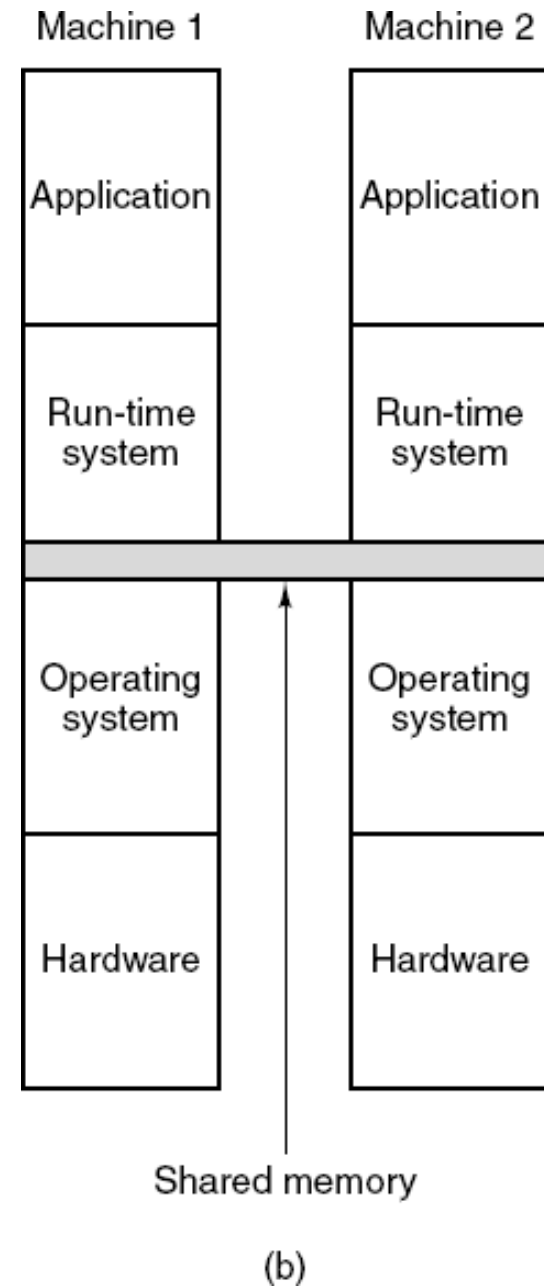 Machine 1
Machine 2
Application
Application
Run-time
system
Run-time
system
Operating
system
Operating
system
Hardware
Hardware
Shared memory
(b)